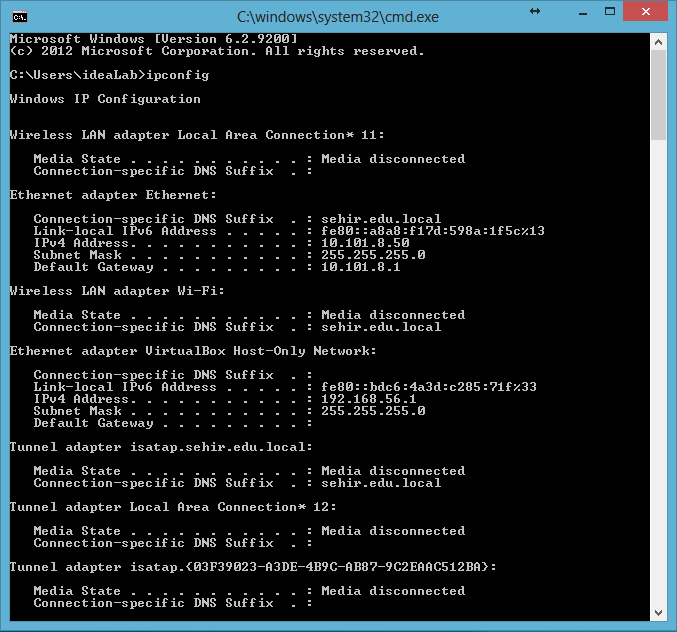 C:\windows\system32\cmd.exe
Microsoft Windows [Version 6.2.9200]
(c) 2012 Microsoft Corporation. All rights reserved.
C:\Users\ideaLab>ipconfig
Windows IP Configuration
Wireless LAN adapter Local Area Connection* 11:
Media State . . . . . . . . . . . : Media disconnected
Connection-specific DNS Suffix  . :
Ethernet adapter Ethernet:
Connection-specific DNS Suffix  . : sehir.edu.local
Link-local IPv6 Address . . . . . : fe80::a8a8:f17d:598a:1f5c%13
IPv4 Address. . . . . . . . . . . : 10.101.8.50
Subnet Mask . . . . . . . . . . . : 255.255.255.0
Default Gateway . . . . . . . . . : 10.101.8.1
Wireless LAN adapter Wi-Fi:
Media State . . . . . . . . . . . : Media disconnected
Connection-specific DNS Suffix  . : sehir.edu.local
Ethernet adapter VirtualBox Host-Only Network:
Connection-specific DNS Suffix  . :
Link-local IPv6 Address . . . . . : fe80::bdc6:4a3d:c285:71f%33
IPv4 Address. . . . . . . . . . . : 192.168.56.1
Subnet Mask . . . . . . . . . . . : 255.255.255.0
Default Gateway . . . . . . . . . :
Tunnel adapter isatap.sehir.edu.local:
Media State . . . . . . . . . . . : Media disconnected
Connection-specific DNS Suffix  . : sehir.edu.local
Tunnel adapter Local Area Connection* 12:
Media State . . . . . . . . . . . : Media disconnected
Connection-specific DNS Suffix  . :
Tunnel adapter isatap.{03F39023-A3DE-4B9C-AB87-9C2EAAC512BA}:
Media State . . . . . . . . . . . : Media disconnected
Connection-specific DNS Suffix  . :